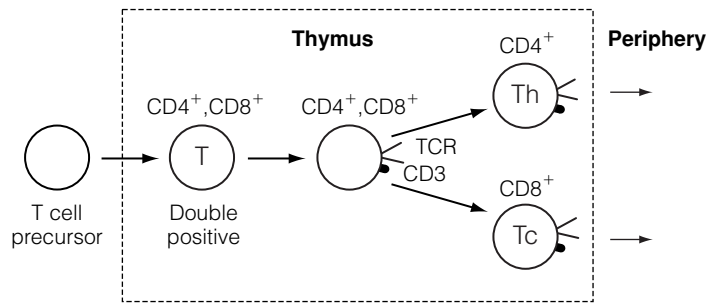 Thymus
Periphery
CD4⁺
Th
CD4⁺,CD8⁺
CD4⁺,CD8⁺
T
TCR
CD3
T cell
precursor
Double
positive
CD8⁺
Tc